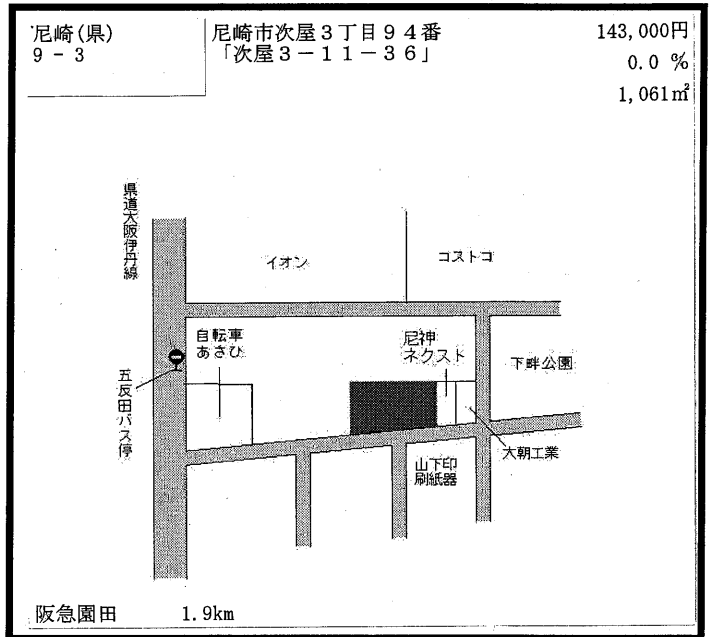 尼崎(県)
9-3
尼崎市次屋3丁目94番
「次屋3-11-36」
143,000円
0.0 %
1,061㎡
県道大阪伊丹線
イオン
コストコ
自転車
あさひ
尼神
ネクスト
下畔公園
五反田バス停
大朝工業
山下印
刷紙器
阪急園田 1.9km